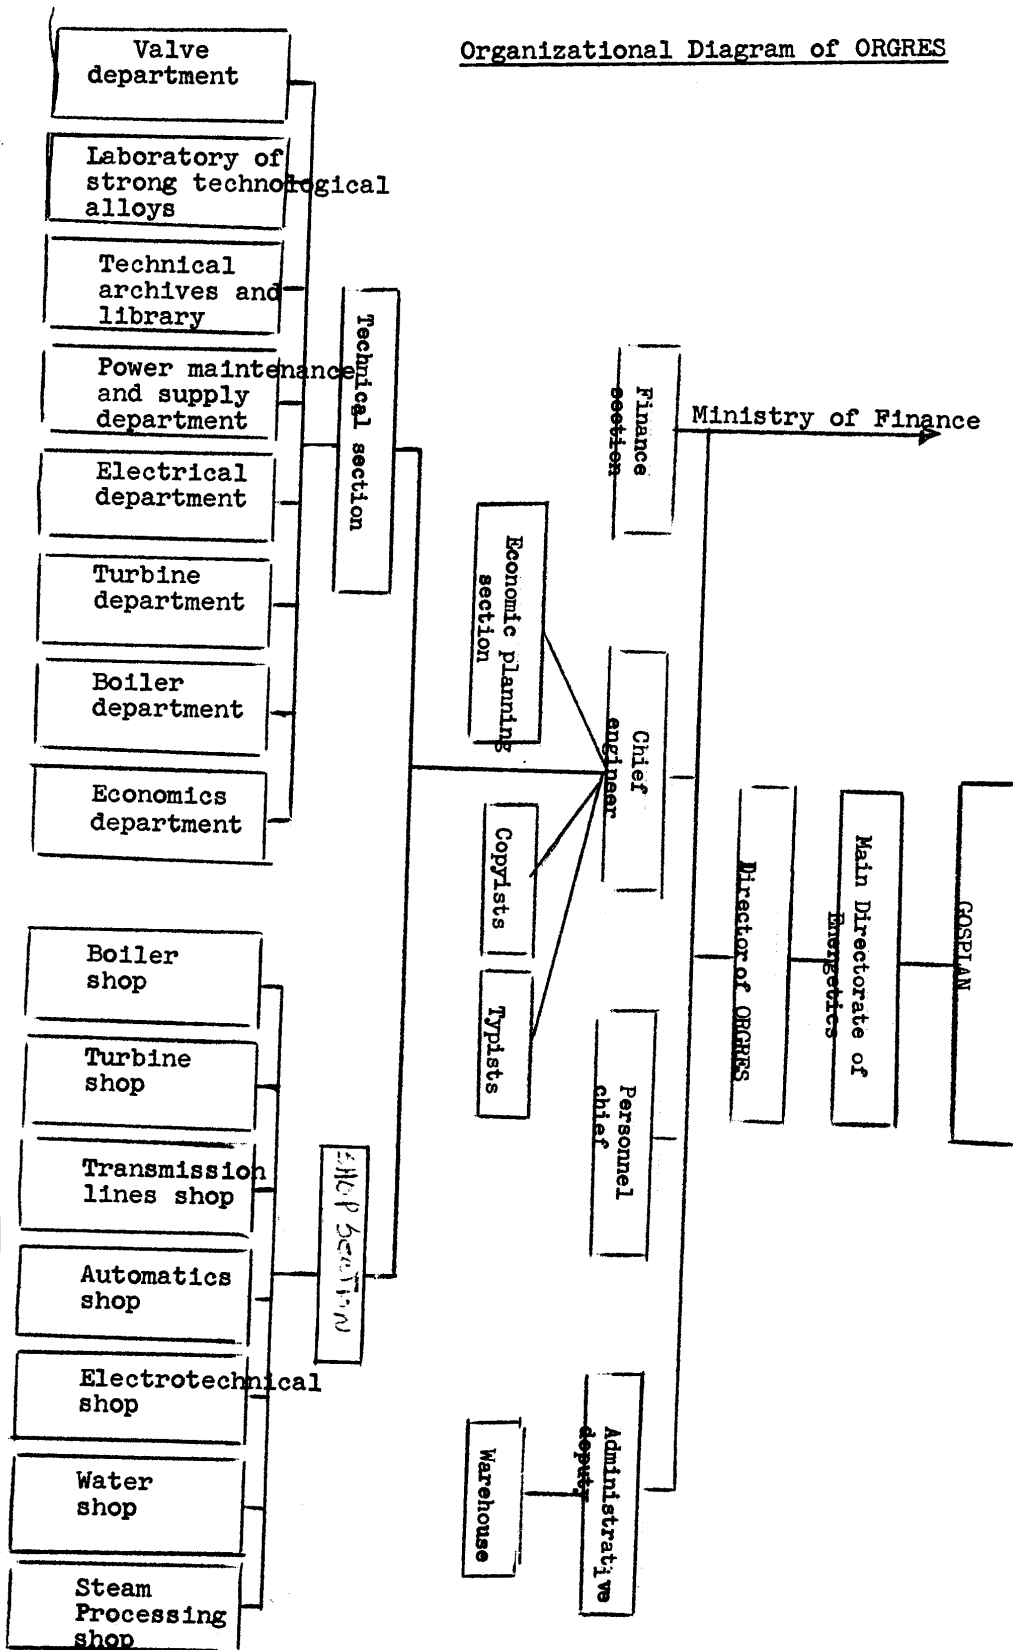 Organizational Diagram of ORGRES
Valve
department
Laboratory of
strong technological
alloys
Technical
archives and
library
Power maintenance
and supply
department
Electrical
department
Turbine
department
Boiler
department
Economics
department
Boiler
shop
Turbine
shop
Transmission
lines shop
Automatics
shop
Electrotechnical
shop
Water
shop
Steam
Processing
shop
Technical section
SHOP SECTION
Economic planning
section
Copyists
Typists
Warehouse
Finance
section
Ministry of Finance
Chief
engineer
Personnel
chief
Administrative
deputy
Director of ORGRES
Main Directorate of
Energetics
GOSPLAN